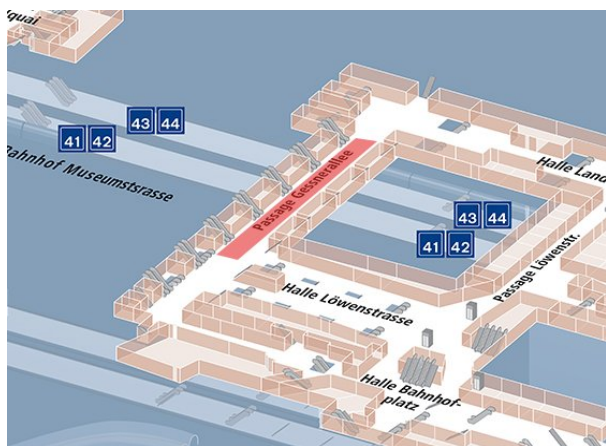 lquai
43 44
41 42
Bahnhof Museumstrasse
Passage Gessnerallee
Halle Land
43 44
41 42
Passage Löwenstr.
Halle Löwenstrasse
Halle Bahnhof-
platz